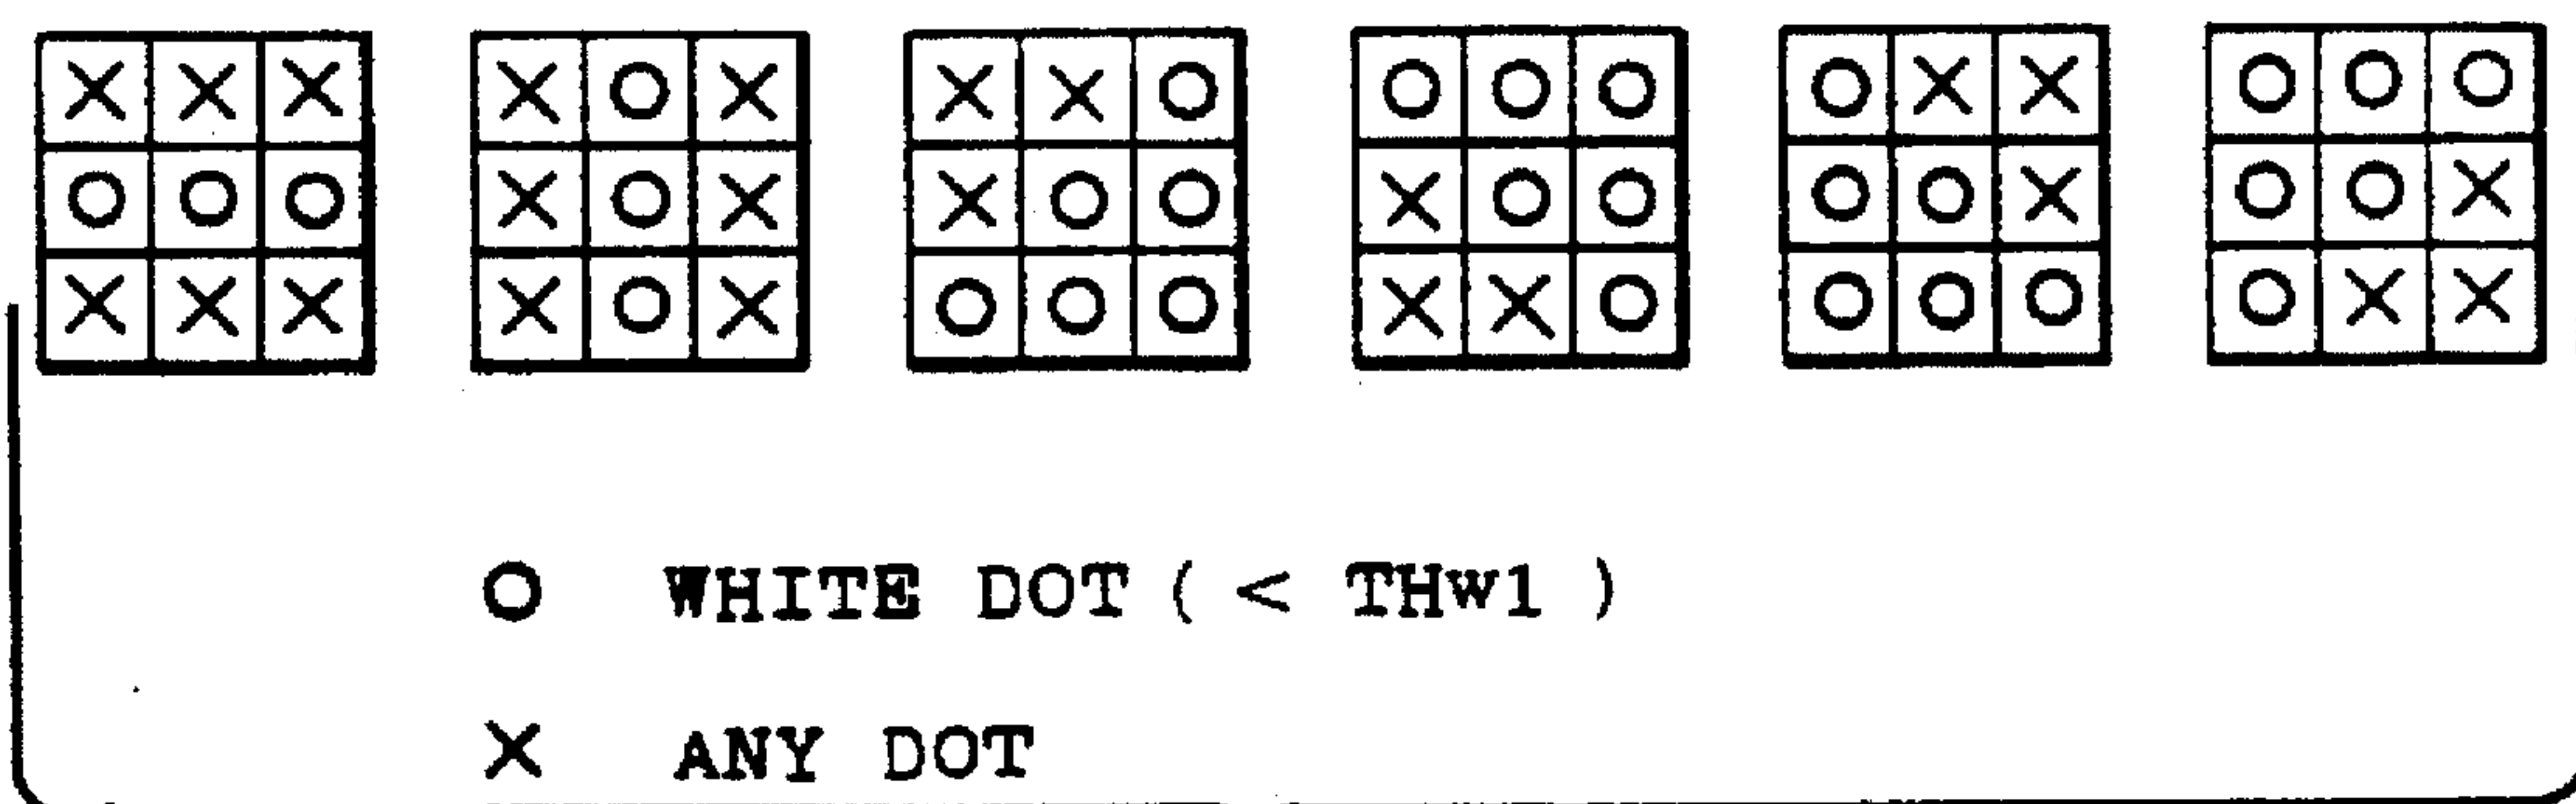 X X X X O X X X O O O O O X X O O O
O O O X O X X O O X O O O O X O O X
X X X X O X O O O X X O O O O O X X
O WHITE DOT ( < THw1 )
X ANY DOT